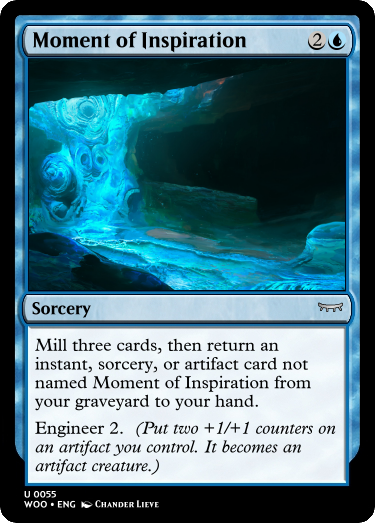 Moment of Inspiration
2
Sorcery
Mill three cards, then return an
instant, sorcery, or artifact card not
named Moment of Inspiration from
your graveyard to your hand.
Engineer 2.  (Put two +1/+1 counters on
an artifact you control. It becomes an
artifact creature.)
U 0055
WOO • ENG CHANDER LIEVE